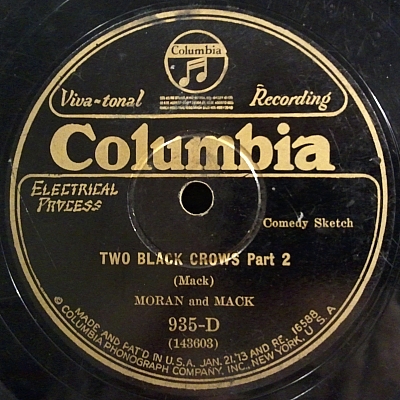 Columbia
Viva-tonal Recording
Columbia
ELECTRICAL
PROCESS
Comedy Sketch
TWO BLACK CROWS Part 2
(Mack)
MORAN and MACK
935-D
(143603)
MADE AND PAT'D IN U.S.A. JAN. 21, '13 AND RE. 16588
© COLUMBIA PHONOGRAPH COMPANY, INC., NEW YORK, U.S.A.